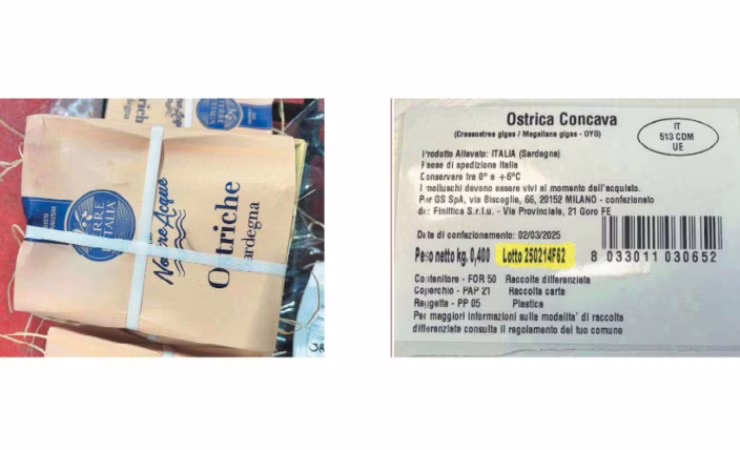 TERRE
ITALIA
Nostre Acque
Ostriche
Sardegna
Ostrica Concava
(Crassostrea gigas / Magallana gigas - OYG)
IT
513 CDM
UE
Prodotto Allevato: ITALIA (Sardegna)
Paese di spedizione Italia
Conservare tra 0° e +6°C
I molluschi devono essere vivi al momento dell'acquisto.
Per GS SpA, via Bisceglie, 66, 20152 MILANO - confezionato
da: Finittica S.r.l.u. - Via Provinciale, 21 Goro FE
Data di confezionamento: 02/03/2025
Peso netto kg. 0,400 Lotto 250214F62
8 033011 030652
Contenitore - FOR 50 Raccolta differenziata
Coperchio - PAP 21 Raccolta carta
Reggetta - PP 05 Plastica
Per maggiori informazioni sulla modalita' di raccolta
differenziata consulta il regolamento del tuo comune